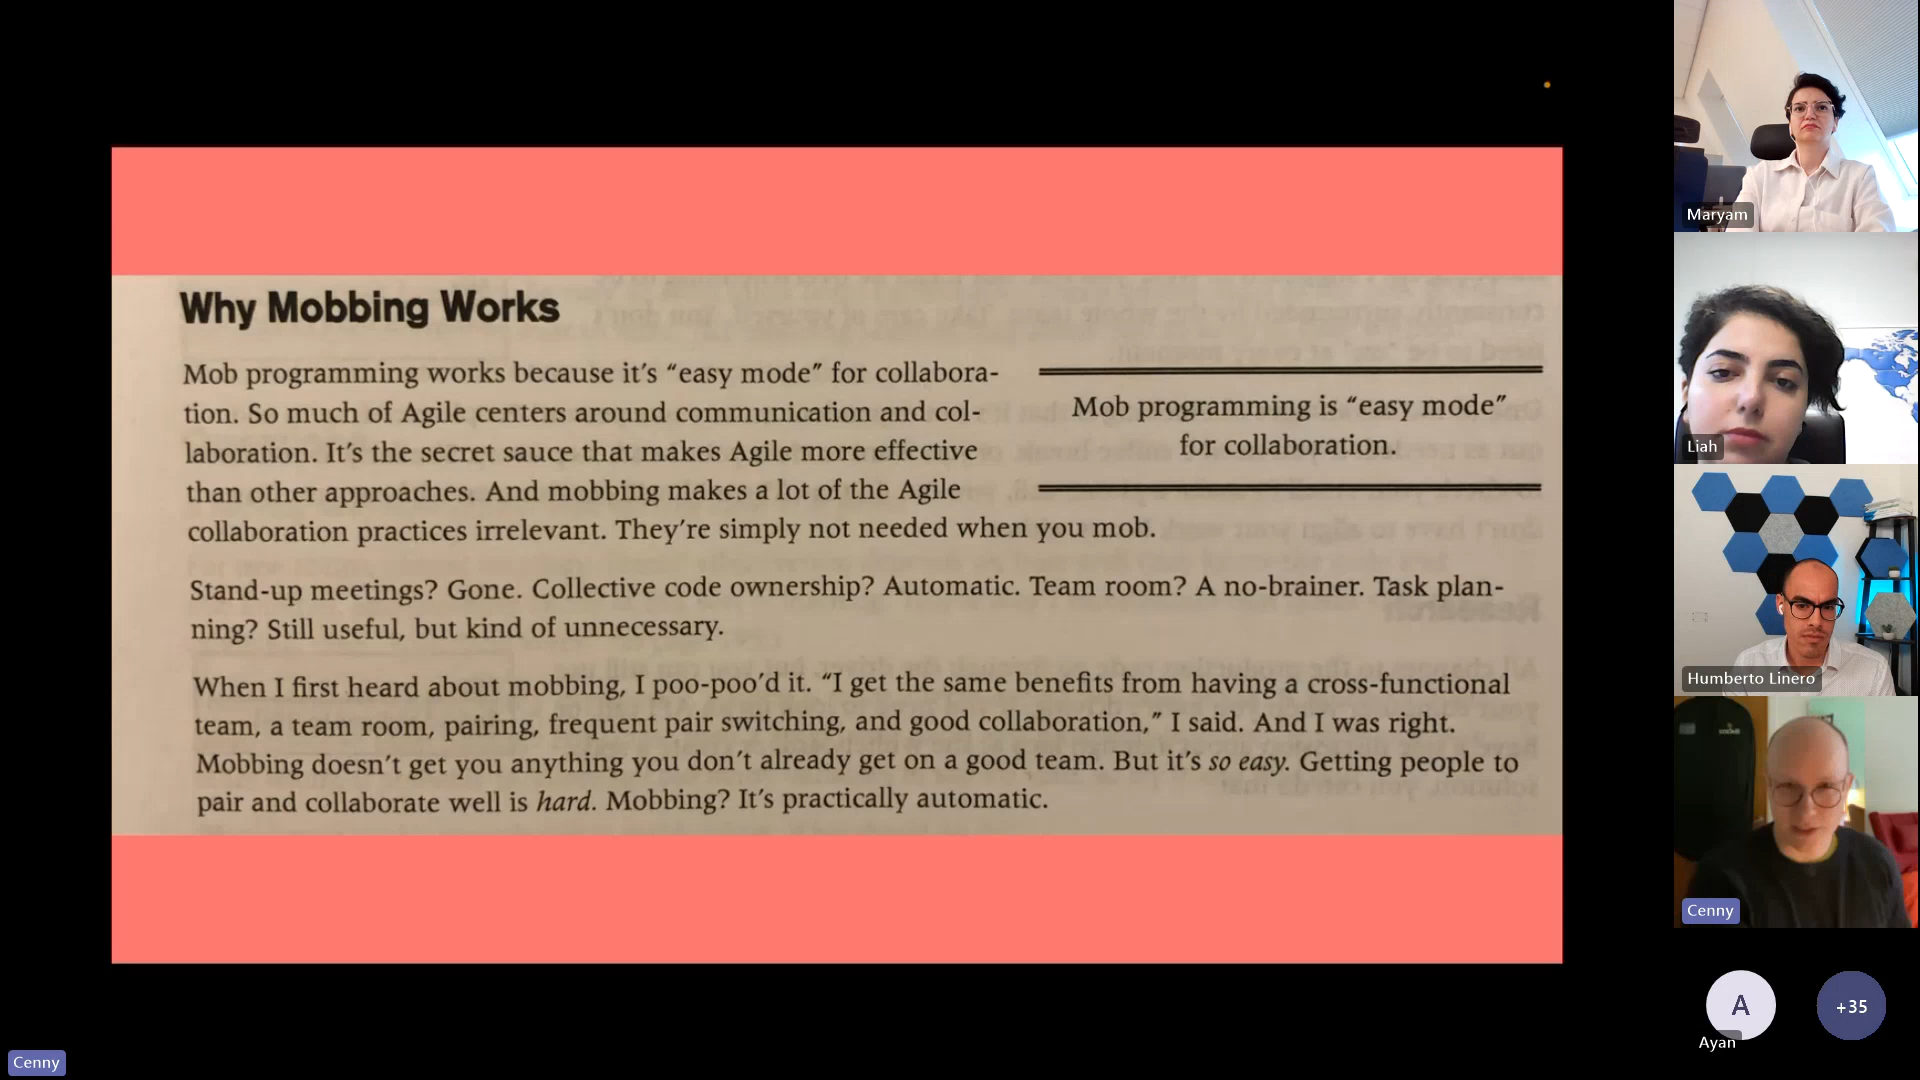 Why Mobbing Works
Mob programming works because it's “easy mode” for collabora-
tion. So much of Agile centers around communication and col-
laboration. It's the secret sauce that makes Agile more effective
than other approaches. And mobbing makes a lot of the Agile
collaboration practices irrelevant. They're simply not needed when you mob.
Mob programming is “easy mode”
for collaboration.
Stand-up meetings? Gone. Collective code ownership? Automatic. Team room? A no-brainer. Task plan-
ning? Still useful, but kind of unnecessary.
When I first heard about mobbing, I poo-poo'd it. “I get the same benefits from having a cross-functional
team, a team room, pairing, frequent pair switching, and good collaboration,” I said. And I was right.
Mobbing doesn't get you anything you don't already get on a good team. But it's so easy. Getting people to
pair and collaborate well is hard. Mobbing? It's practically automatic.
Maryam
Liah
Humberto Linero
Cenny
A
+35
Ayan
Cenny